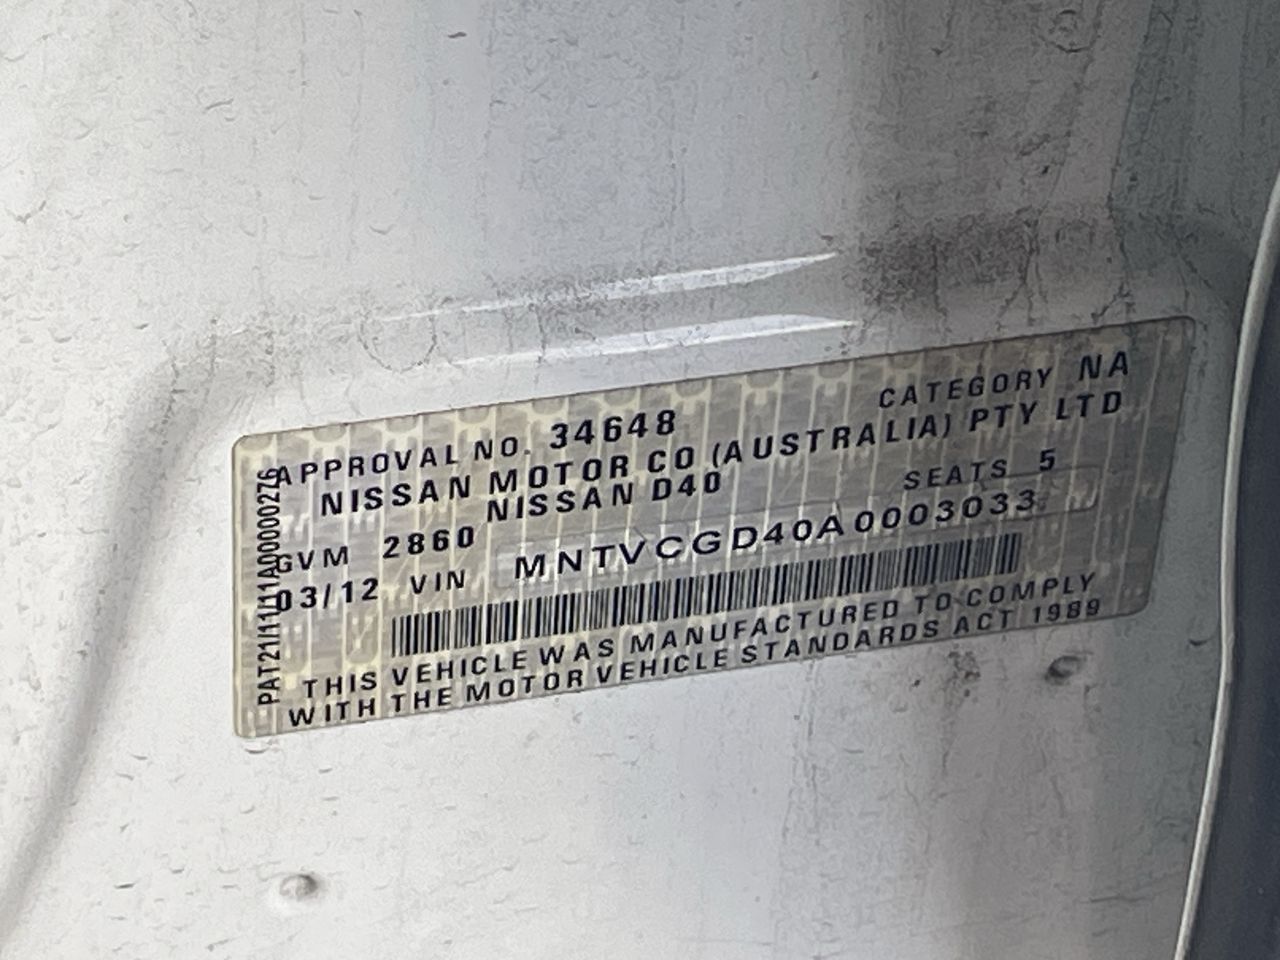 APPROVAL NO. 34648 CATEGORY NA
NISSAN MOTOR CO (AUSTRALIA) PTY LTD
NISSAN D40 SEATS 5
GVM 2860
03/12 VIN MNTVCGD40A0003033
THIS VEHICLE WAS MANUFACTURED TO COMPLY
WITH THE MOTOR VEHICLE STANDARDS ACT 1989